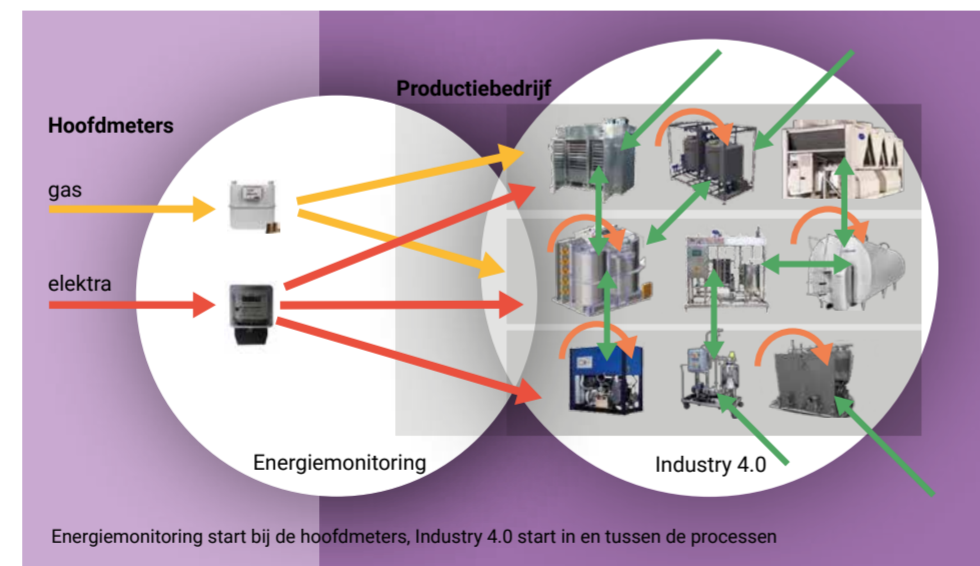 Productiebedrijf
Hoofdmeters
gas
elektra
Energiemonitoring
Industry 4.0
Energiemonitoring start bij de hoofdmeters, Industry 4.0 start in en tussen de processen